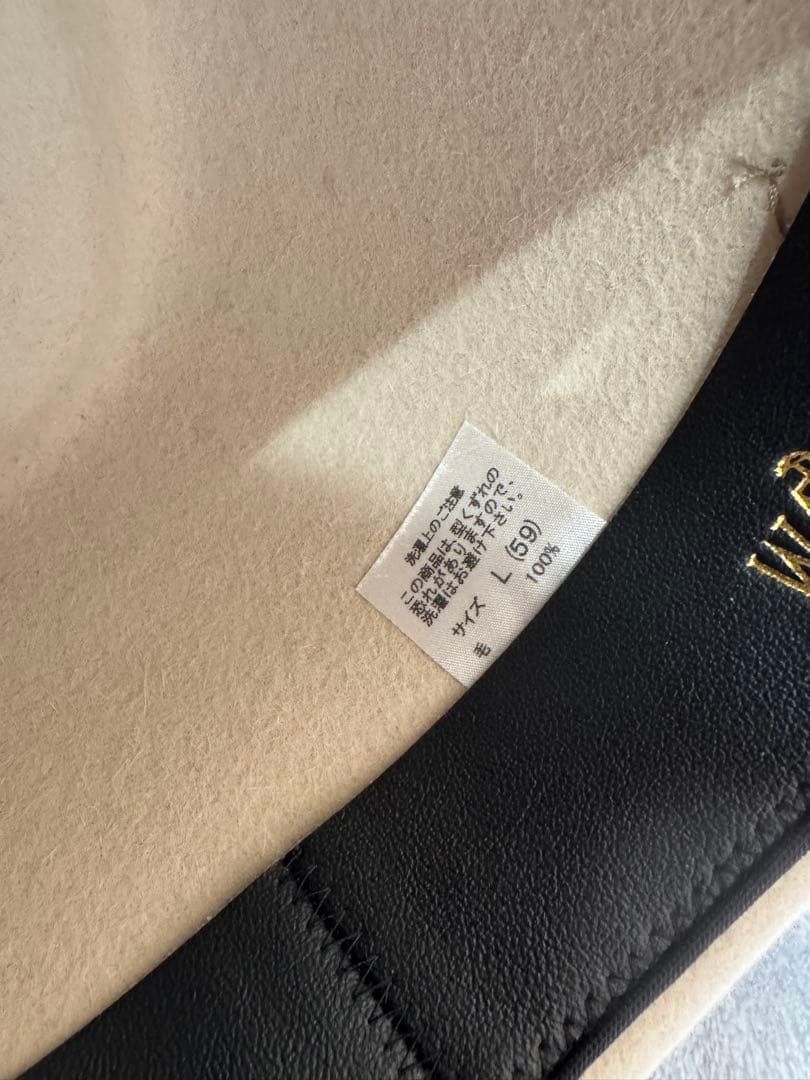 洗濯上のご注意
この商品は、型くずれの
恐れがありますので、
洗濯はお避け下さい。
サイズ L (59)
毛 100%